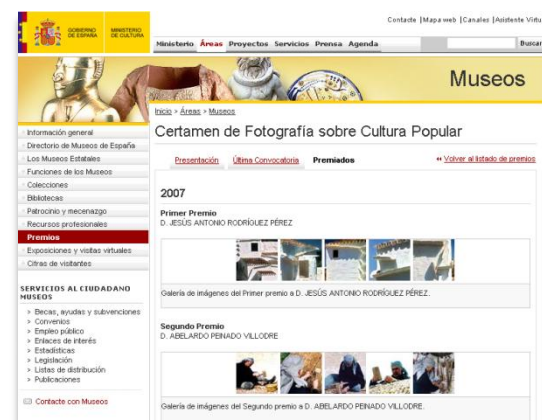 Contacte | Mapa web | Canales | Asistente Virtu
GOBIERNO DE ESPAÑA
MINISTERIO DE CULTURA
Ministerio Áreas Proyectos Servicios Prensa Agenda
Buscar
Museos
Inicio > Áreas > Museos
Certamen de Fotografía sobre Cultura Popular
Información general
Directorio de Museos de España
Los Museos Estatales
Funciones de los Museos
Colecciones
Bibliotecas
Patrocinio y mecenazgo
Recursos profesionales
Premios
Exposiciones y visitas virtuales
Cifras de visitantes
SERVICIOS AL CIUDADANO
MUSEOS
> Becas, ayudas y subvenciones
> Convenios
> Empleo público
> Enlaces de interés
> Estadísticas
> Legislación
> Listas de distribución
> Publicaciones
Contacte con Museos
Presentación Última Convocatoria Premiados
Volver al listado de premios
2007
Primer Premio
D. JESÚS ANTONIO RODRÍGUEZ PÉREZ
Galería de imágenes del Primer premio a D. JESÚS ANTONIO RODRÍGUEZ PÉREZ.
Segundo Premio
D. ABELARDO PEINADO VILLODRE
Galería de imágenes del Segundo premio a D. ABELARDO PEINADO VILLODRE.